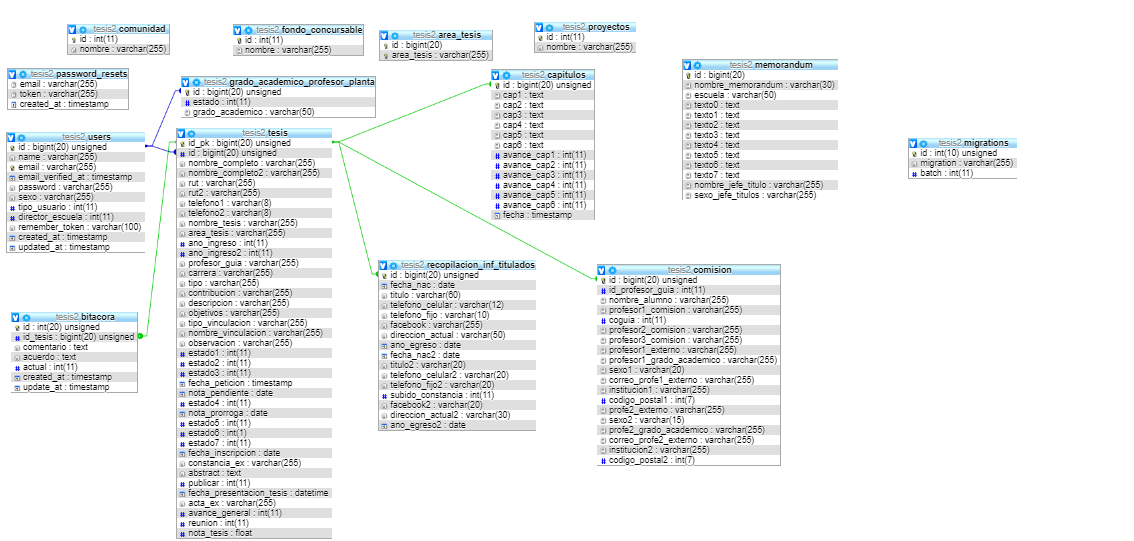 tesis2 comunidad
id : int(11)
nombre : varchar(255)
tesis2 fondo_concursable
id : int(11)
nombre : varchar(255)
tesis2 area_tesis
id : bigint(20)
area_tesis : varchar(255)
tesis2 proyectos
id : int(11)
nombre : varchar(255)
tesis2 password_resets
email : varchar(255)
token : varchar(255)
created_at : timestamp
tesis2 grado_academico_profesor_planta
id : bigint(20) unsigned
estado : int(11)
grado_academico : varchar(50)
tesis2 capitulos
id : bigint(20) unsigned
cap1 : text
cap2 : text
cap3 : text
cap4 : text
cap5 : text
cap6 : text
avance_cap1 : int(11)
avance_cap2 : int(11)
avance_cap3 : int(11)
avance_cap4 : int(11)
avance_cap5 : int(11)
avance_cap6 : int(11)
fecha : timestamp
tesis2 memorandum
id : bigint(20)
nombre_memorandum : varchar(30)
escuela : varchar(50)
texto0 : text
texto1 : text
texto2 : text
texto3 : text
texto4 : text
texto5 : text
texto6 : text
texto7 : text
nombre_jefe_titulo : varchar(255)
sexo_jefe_titulos : varchar(255)
tesis2 migrations
id : int(10) unsigned
migration : varchar(255)
batch : int(11)
tesis2 users
id : bigint(20) unsigned
name : varchar(255)
email : varchar(255)
email_verified_at : timestamp
password : varchar(255)
sexo : varchar(255)
tipo_usuario : int(11)
director_escuela : int(11)
remember_token : varchar(100)
created_at : timestamp
updated_at : timestamp
tesis2 tesis
id_pk : bigint(20) unsigned
id : bigint(20) unsigned
nombre_completo : varchar(255)
nombre_completo2 : varchar(255)
rut : varchar(255)
rut2 : varchar(255)
telefono1 : varchar(8)
telefono2 : varchar(8)
nombre_tesis : varchar(255)
area_tesis : varchar(255)
ano_ingreso : int(11)
ano_ingreso2 : int(11)
profesor_guia : varchar(255)
carrera : varchar(255)
tipo : varchar(255)
contribucion : varchar(255)
descripcion : varchar(255)
objetivos : varchar(255)
tipo_vinculacion : varchar(255)
nombre_vinculacion : varchar(255)
observacion : varchar(255)
estado1 : int(11)
estado2 : int(11)
estado3 : int(11)
fecha_peticion : timestamp
nota_pendiente : date
estado4 : int(11)
nota_prorroga : date
estado5 : int(11)
estado6 : int(1)
estado7 : int(11)
fecha_inscripcion : date
constancia_ex : varchar(255)
abstract : text
publicar : int(11)
fecha_presentacion_tesis : datetime
acta_ex : varchar(255)
avance_general : int(11)
reunion : int(11)
nota_tesis : float
tesis2 recopilacion_inf_titulados
id : bigint(20) unsigned
fecha_nac : date
titulo : varchar(60)
telefono_celular : varchar(12)
telefono_fijo : varchar(10)
facebook : varchar(255)
direccion_actual : varchar(50)
ano_egreso : date
fecha_nac2 : date
titulo2 : varchar(20)
telefono_celular2 : varchar(20)
telefono_fijo2 : varchar(20)
subido_constancia : int(11)
facebook2 : varchar(20)
direccion_actual2 : varchar(30)
ano_egreso2 : date
tesis2 comision
id : bigint(20) unsigned
id_profesor_guia : int(11)
nombre_alumno : varchar(255)
profesor1_comision : varchar(255)
coguia : int(11)
profesor2_comision : varchar(255)
profesor3_comision : varchar(255)
profesor1_externo : varchar(255)
profesor1_grado_academico : varchar(255)
sexo1 : varchar(20)
correo_profe1_externo : varchar(255)
institucion1 : varchar(255)
codigo_postal1 : int(7)
profe2_externo : varchar(255)
sexo2 : varchar(15)
profe2_grado_academico : varchar(255)
correo_profe2_externo : varchar(255)
institucion2 : varchar(255)
codigo_postal2 : int(7)
tesis2 bitacora
id : int(20) unsigned
id_tesis : bigint(20) unsigned
comentario : text
acuerdo : text
actual : int(11)
created_at : timestamp
update_at : timestamp